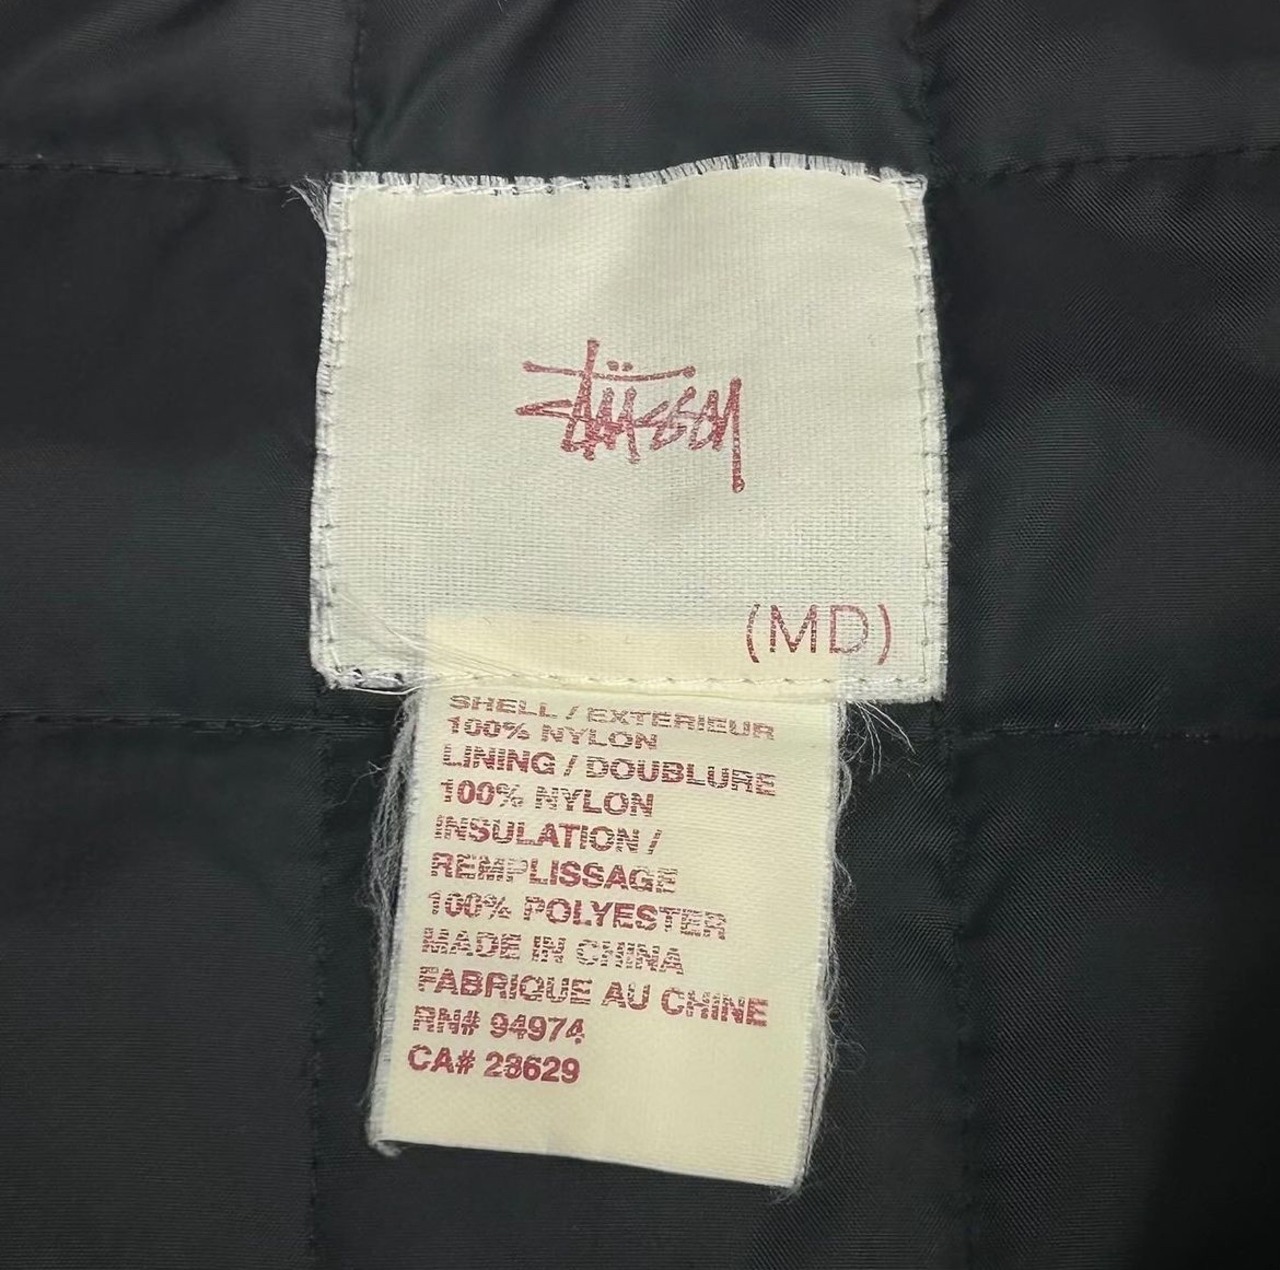 Stüssy
(MD)
SHELL / EXTERIEUR
100% NYLON
LINING / DOUBLURE
100% NYLON
INSULATION /
REMPLISSAGE
100% POLYESTER
MADE IN CHINA
FABRIQUE AU CHINE
RN# 94974
CA# 28629